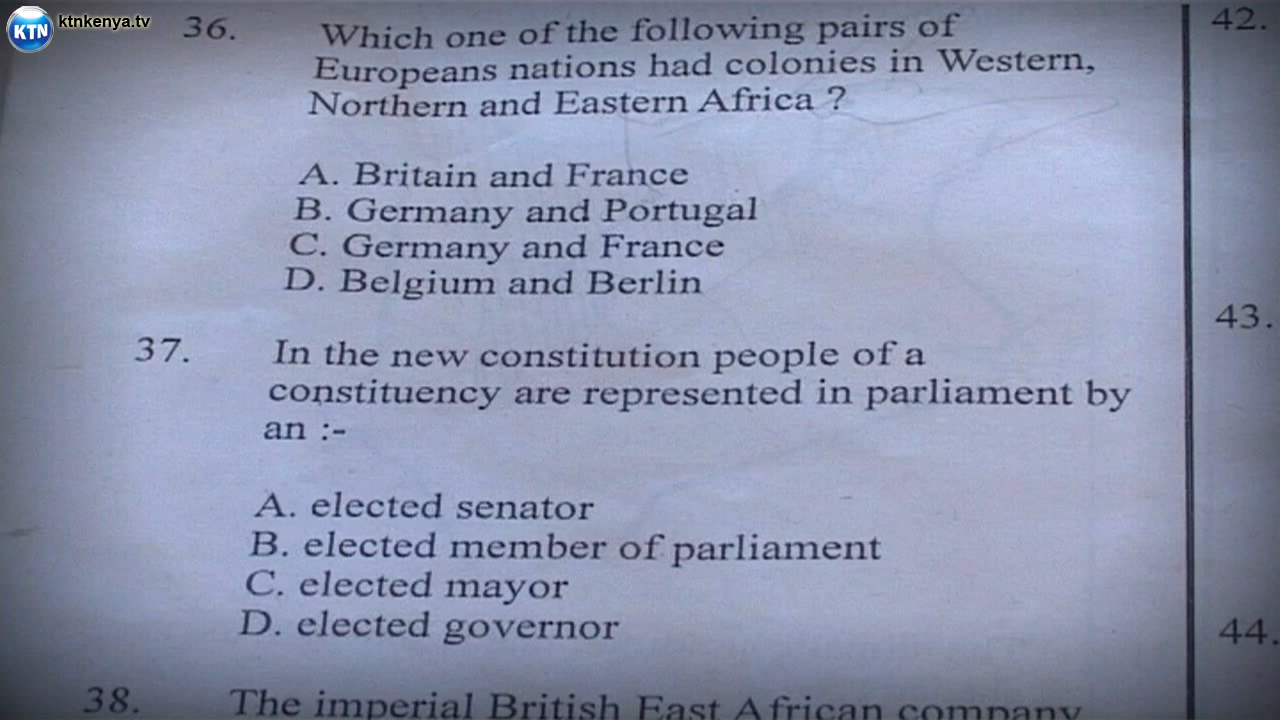 KTN ktnkenya.tv
36. Which one of the following pairs of
Europeans nations had colonies in Western,
Northern and Eastern Africa ?
A. Britain and France
B. Germany and Portugal
C. Germany and France
D. Belgium and Berlin
37. In the new constitution people of a
constituency are represented in parliament by
an :-
A. elected senator
B. elected member of parliament
C. elected mayor
D. elected governor
38. The imperial British East African company
42.
43.
44.